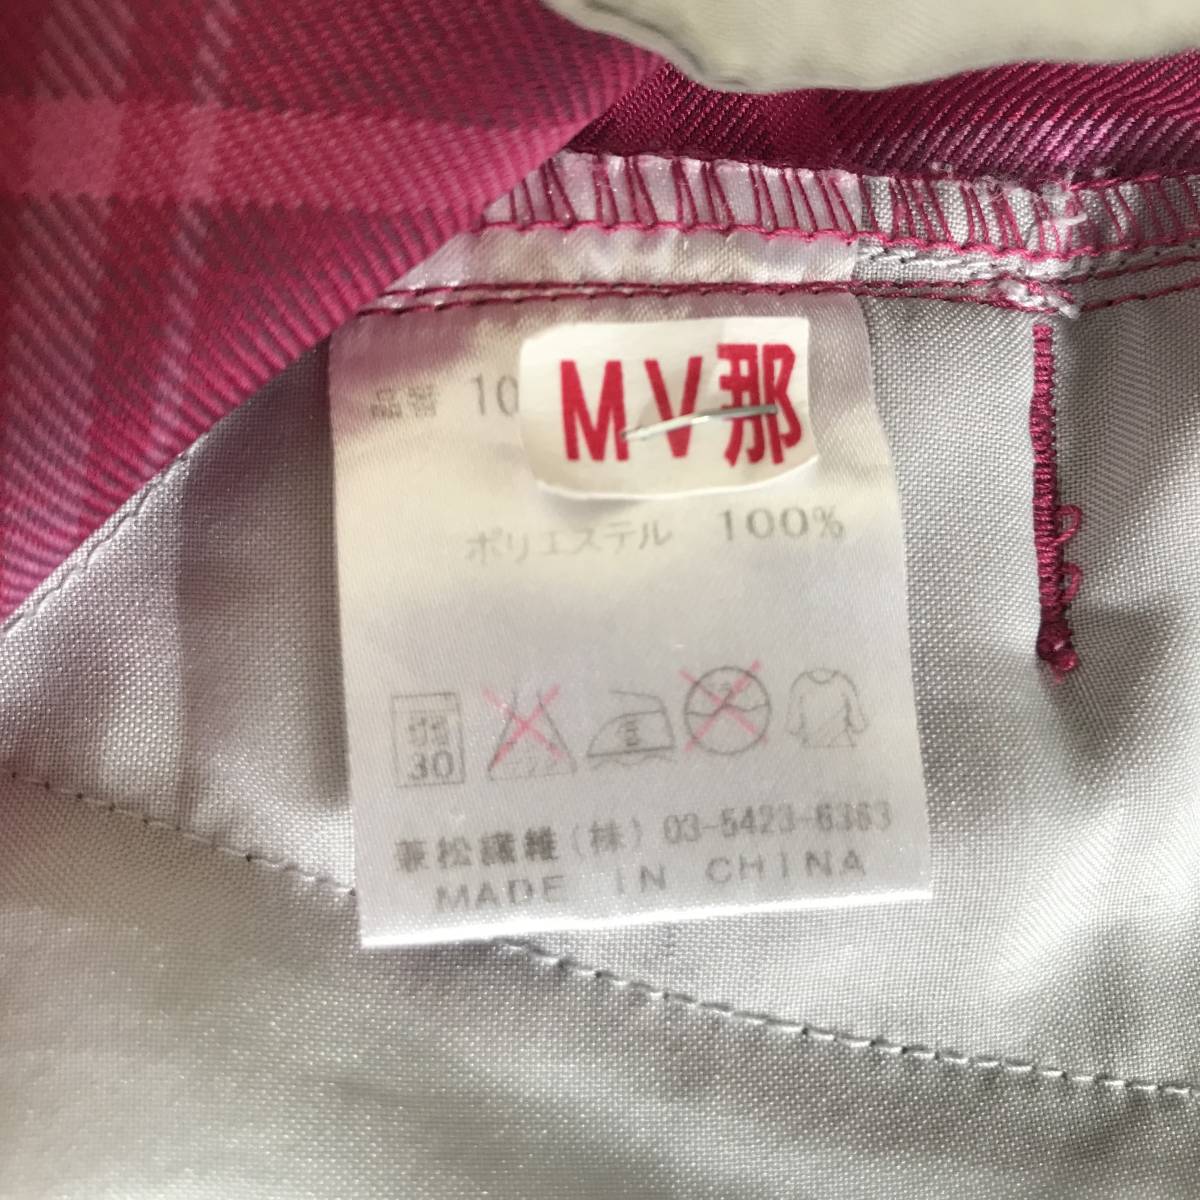 品番 10
MV那
ポリエステル 100%
30
兼松繊維(株) 03-5423-6363
MADE IN CHINA